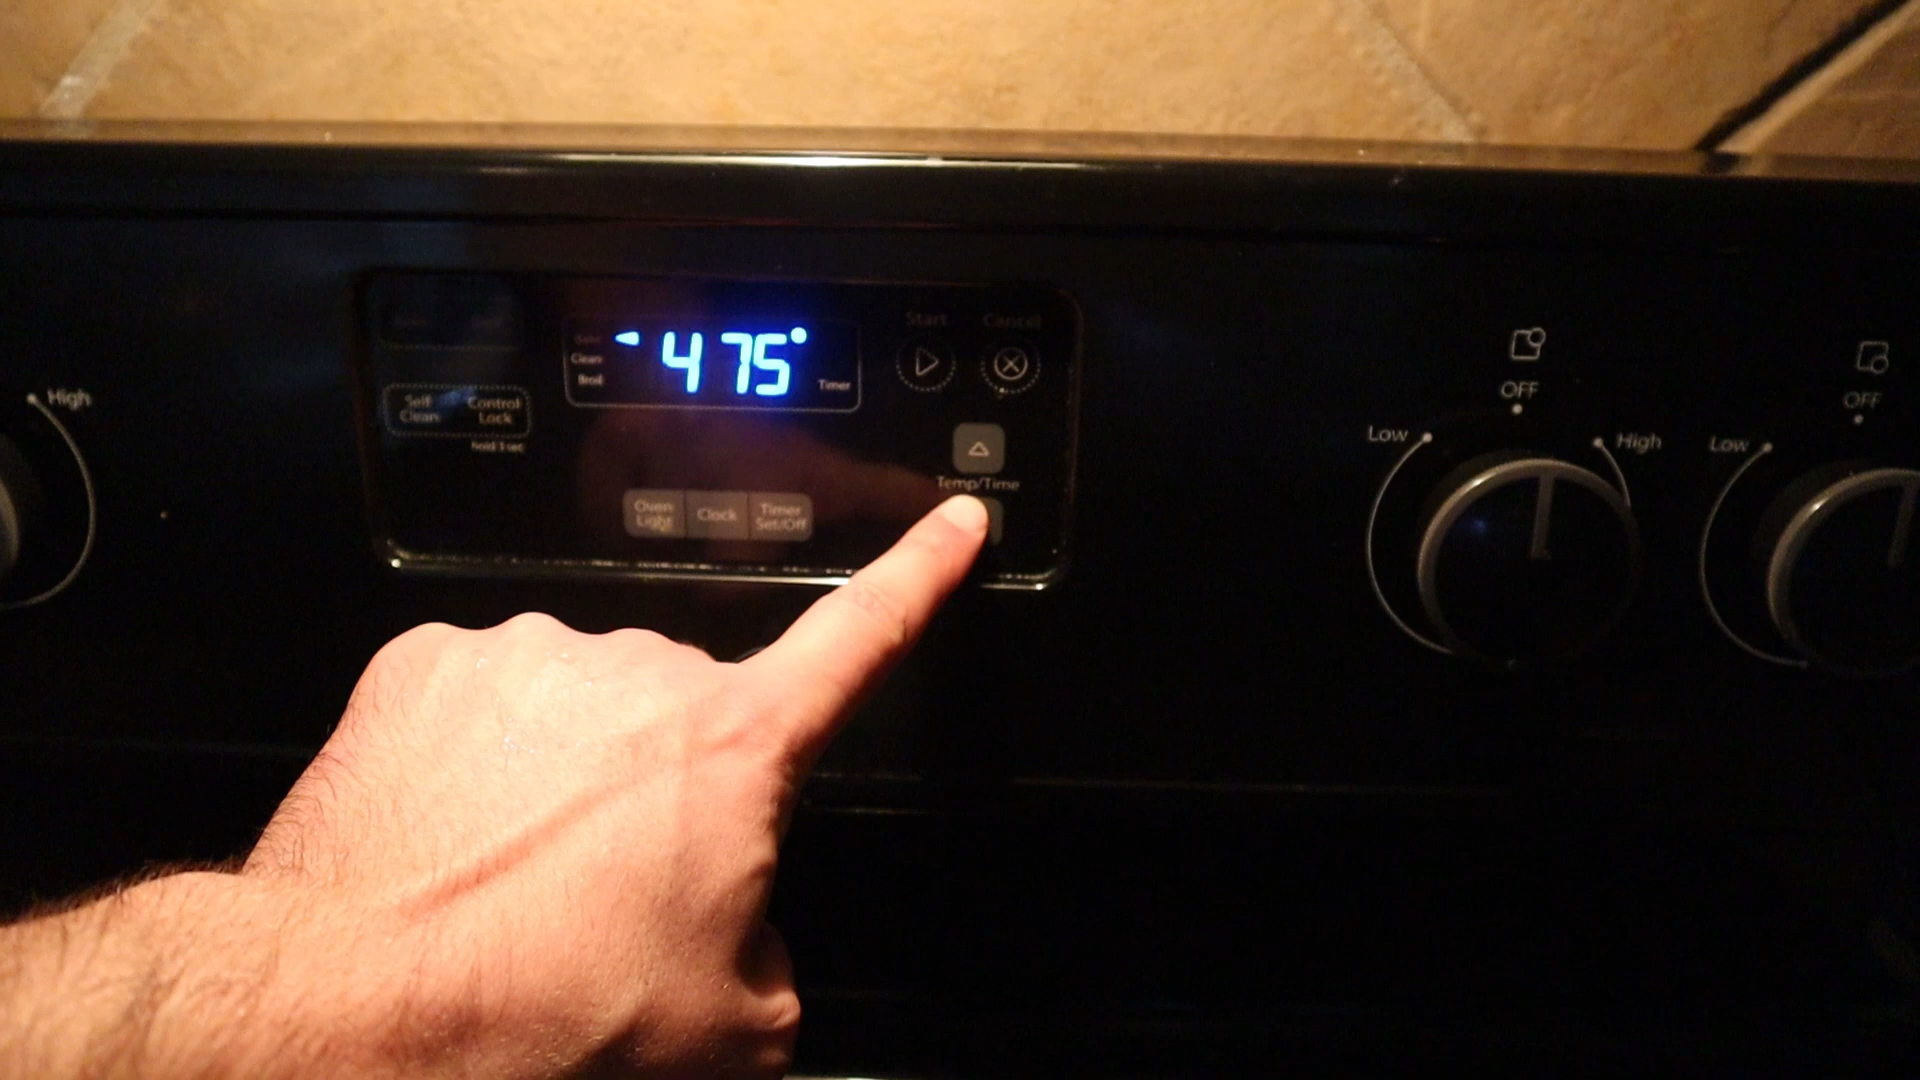 Start Cancel
475°
Clean
Broil
Timer
High
Self Clean
Control Lock
hold 3 sec
Temp/Time
Oven Light
Clock
Timer Set/Off
OFF
Low
High
OFF
Low